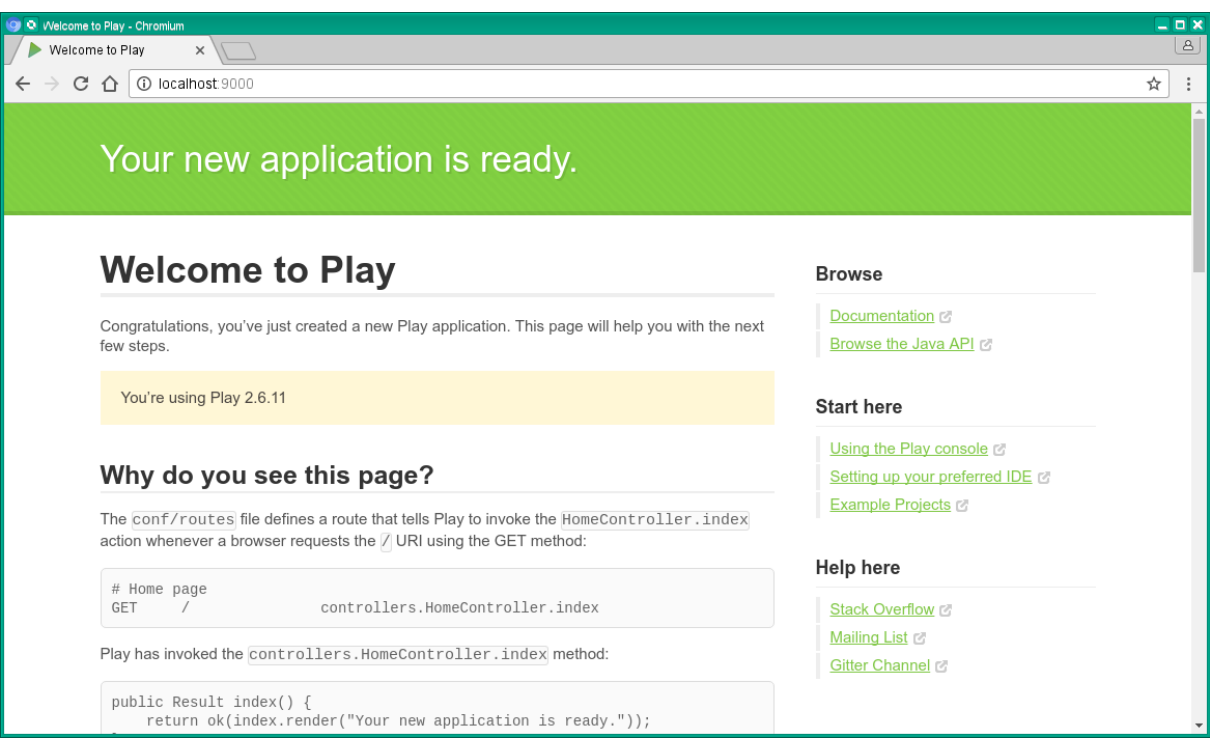 Welcome to Play - Chromium
Welcome to Play
localhost:9000
Your new application is ready.
Welcome to Play
Congratulations, you’ve just created a new Play application. This page will help you with the next
few steps.
You’re using Play 2.6.11
Why do you see this page?
The conf/routes file defines a route that tells Play to invoke the HomeController.index
action whenever a browser requests the / URI using the GET method:
# Home page
GET     /               controllers.HomeController.index
Play has invoked the controllers.HomeController.index method:
public Result index() {
    return ok(index.render("Your new application is ready."));
Browse
Documentation
Browse the Java API
Start here
Using the Play console
Setting up your preferred IDE
Example Projects
Help here
Stack Overflow
Mailing List
Gitter Channel